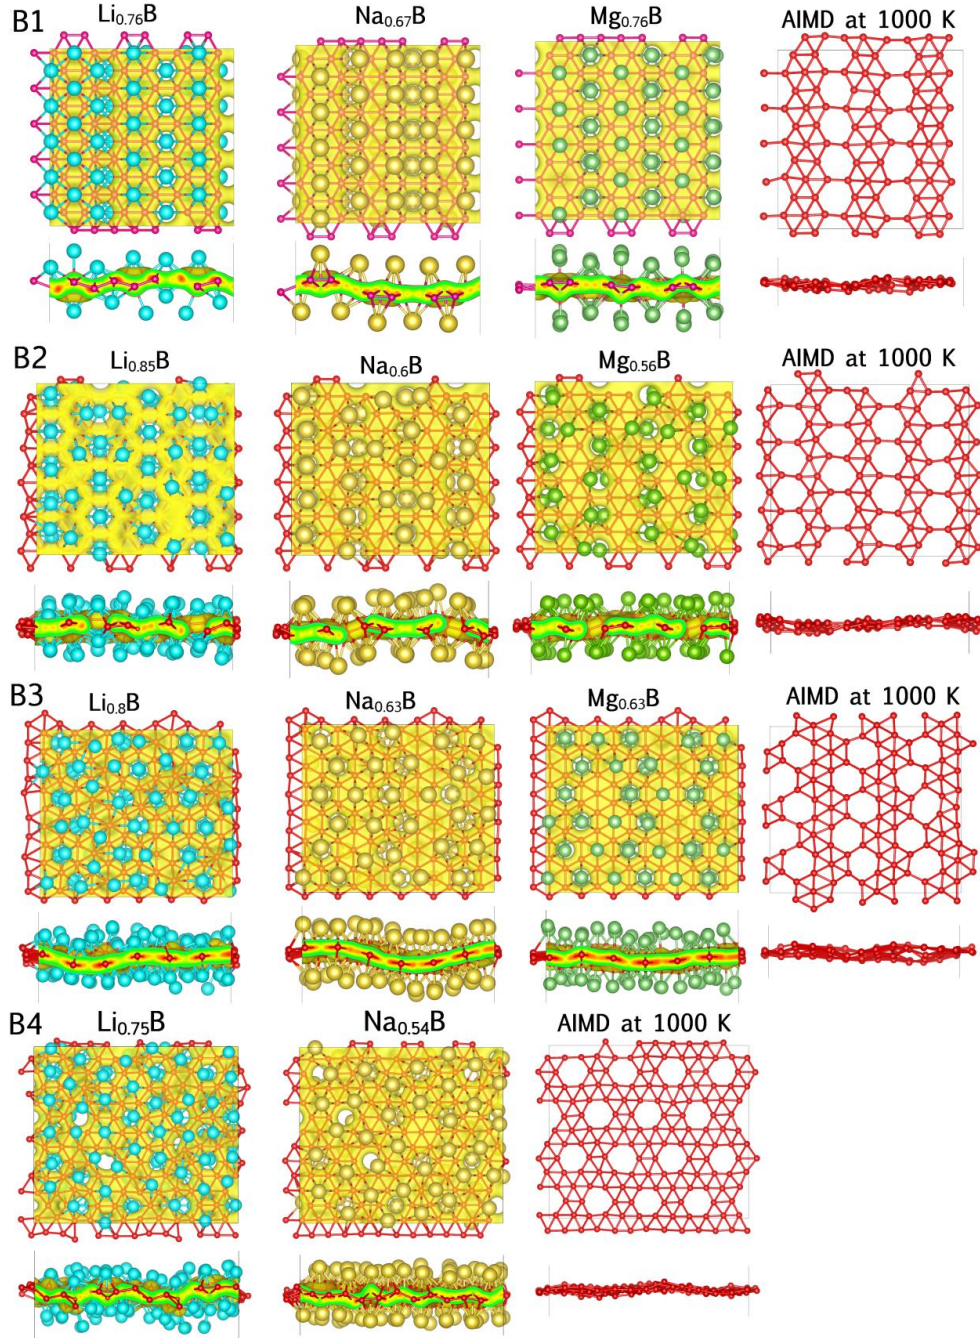 B1 Li₀.₇₆B Na₀.₆₇B Mg₀.₇₆B AIMD at 1000 K
B2 Li₀.₈₅B Na₀.₆B Mg₀.₅₆B AIMD at 1000 K
B3 Li₀.₈B Na₀.₆₃B Mg₀.₆₃B AIMD at 1000 K
B4 Li₀.₇₅B Na₀.₅₄B AIMD at 1000 K